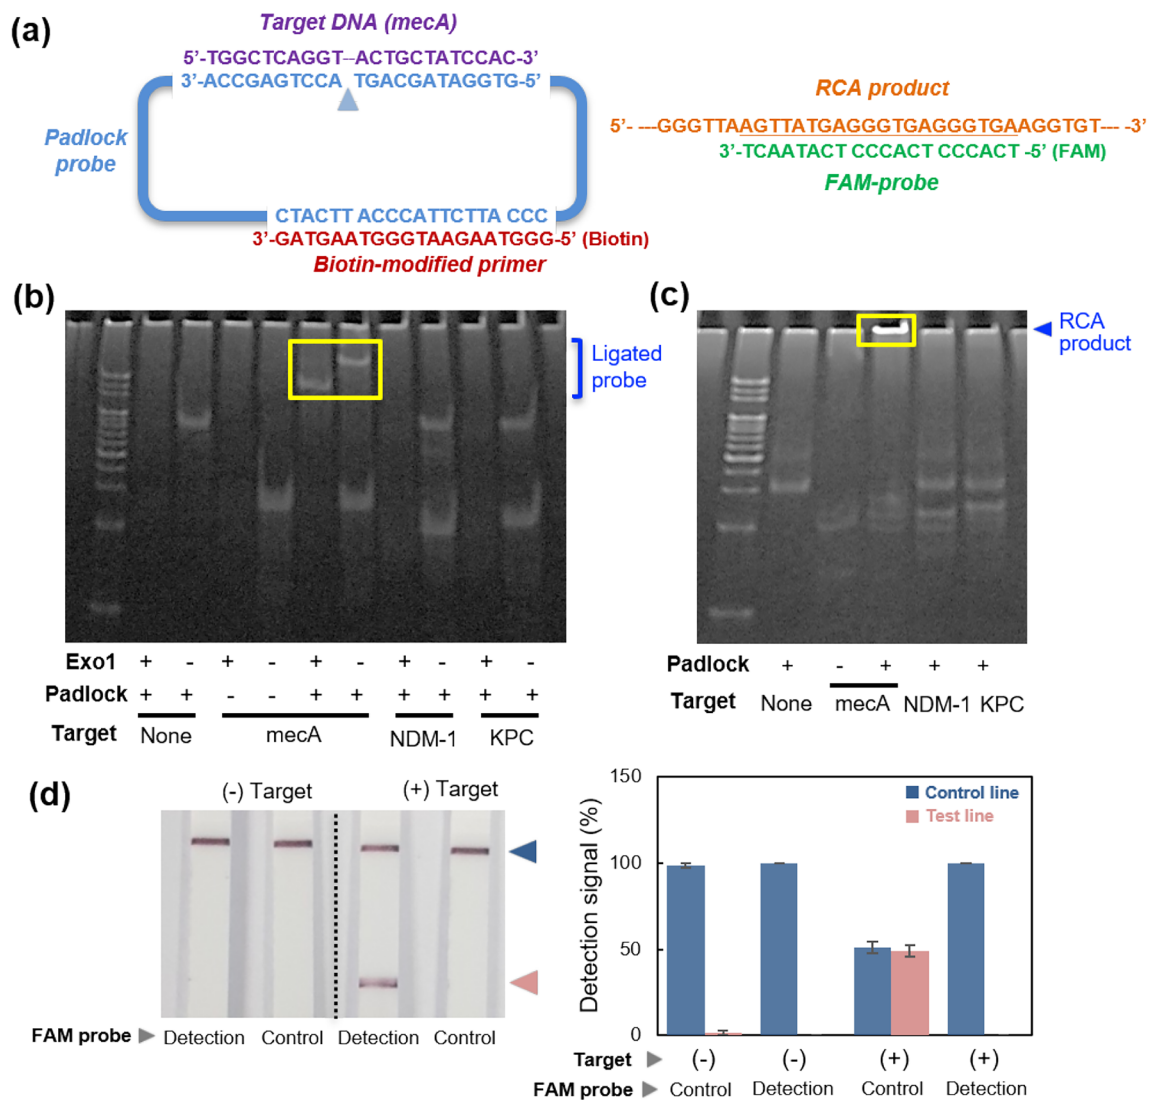 (a)
Target DNA (mecA)
5’-TGGCTCAGGT--ACTGCTATCCAC-3’
3’-ACCGAGTCCA TGACGATAGGTG-5’
Padlock
probe
CTACTT ACCCATTCTTA CCC
3’-GATGAATGGGTAAGAATGGG-5’ (Biotin)
Biotin-modified primer
RCA product
5’- ---GGGTTAAGTTATGAGGGTGAGGGTGAAGGTGT--- -3’
3’-TCAATACT CCCACT CCCACT -5’ (FAM)
FAM-probe
(b)
Ligated
probe
Exo1 + - + - + - + - + -
Padlock + + - - + + + + + +
Target None mecA NDM-1 KPC
(c)
RCA
product
Padlock + - + + +
Target None mecA NDM-1 KPC
(d)
(-) Target (+) Target
FAM probe Detection Control Detection Control
Detection signal (%)
150
100
50
0
Control line
Test line
Target (-) (-) (+) (+)
FAM probe Control Detection Control Detection